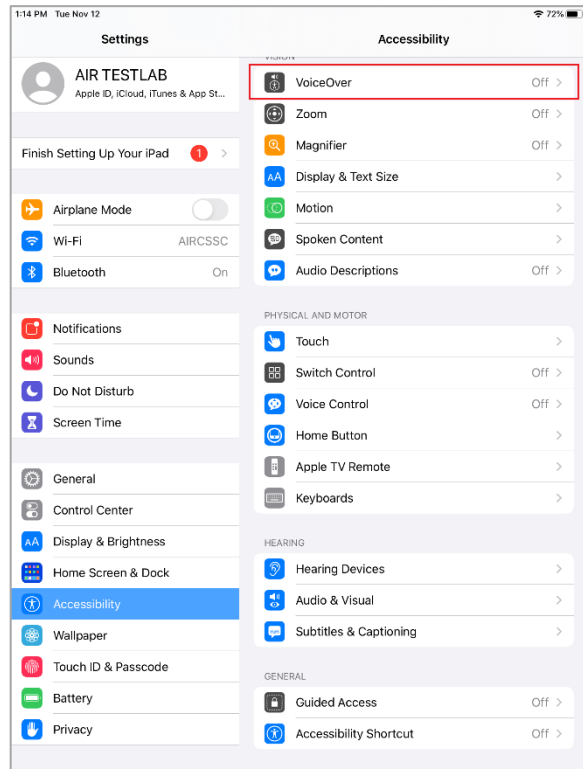 1:14 PM Tue Nov 12
72%
Settings
AIR TESTLAB
Apple ID, iCloud, iTunes & App St...
Finish Setting Up Your iPad 1
Airplane Mode
Wi-Fi AIRCSSC
Bluetooth On
Notifications
Sounds
Do Not Disturb
Screen Time
General
Control Center
Display & Brightness
Home Screen & Dock
Accessibility
Wallpaper
Touch ID & Passcode
Battery
Privacy
Accessibility
VISION
VoiceOver Off
Zoom Off
Magnifier Off
Display & Text Size
Motion
Spoken Content
Audio Descriptions Off
PHYSICAL AND MOTOR
Touch
Switch Control Off
Voice Control Off
Home Button
Apple TV Remote
Keyboards
HEARING
Hearing Devices
Audio & Visual
Subtitles & Captioning
GENERAL
Guided Access Off
Accessibility Shortcut Off